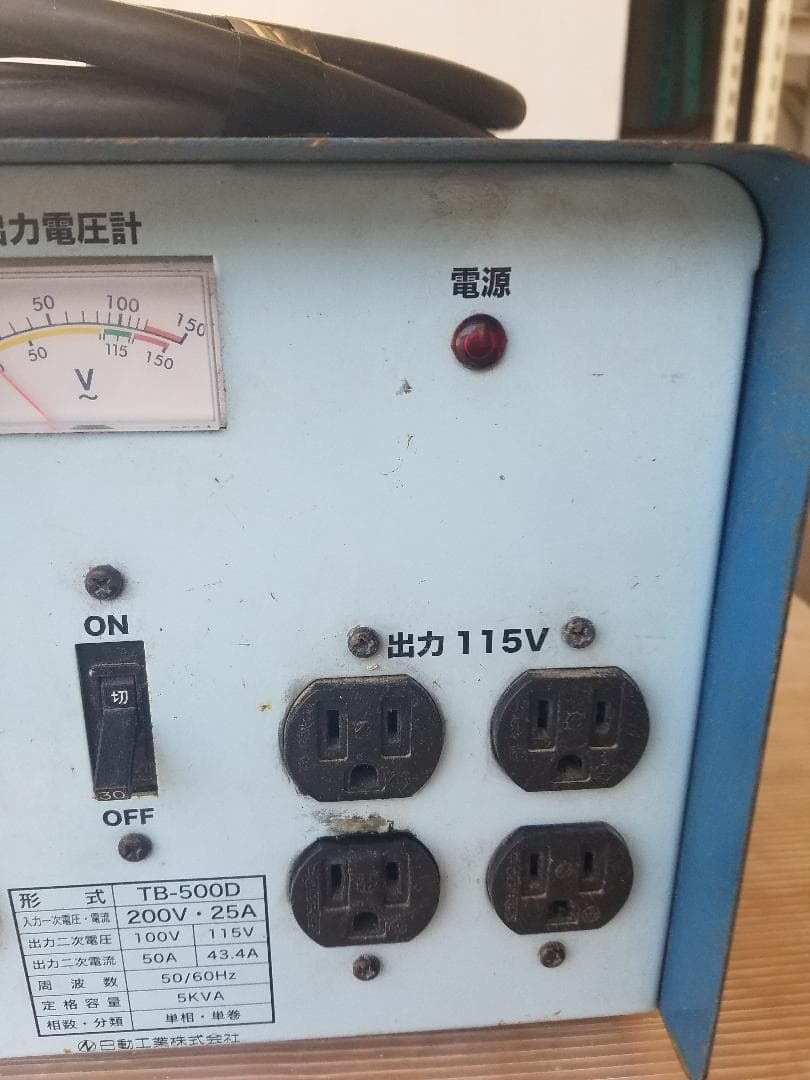 出力電圧計
電源
50 100 150
50 115 150
V
~
ON
切
30
OFF
出力 115V
形式 TB-500D
入力一次電圧・電流 200V・25A
出力二次電圧 100V 115V
出力二次電流 50A 43.4A
周波数 50/60Hz
定格容量 5KVA
相数・分類 単相・単巻
日動工業株式会社